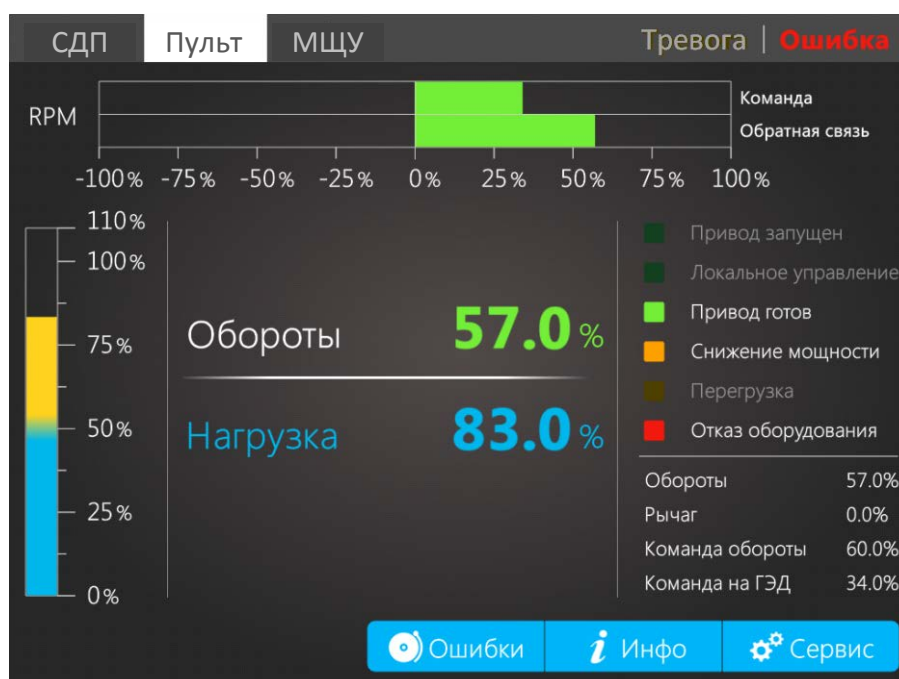 СДП Пульт МЩУ Тревога | Ошибка
RPM
Команда
Обратная связь
-100% -75% -50% -25% 0% 25% 50% 75% 100%
110%
100%
75%
50%
25%
0%
Обороты 57.0 %
Нагрузка 83.0 %
Привод запущен
Локальное управление
Привод готов
Снижение мощности
Перегрузка
Отказ оборудования
Обороты 57.0%
Рычаг 0.0%
Команда обороты 60.0%
Команда на ГЭД 34.0%
Ошибки i Инфо Сервис